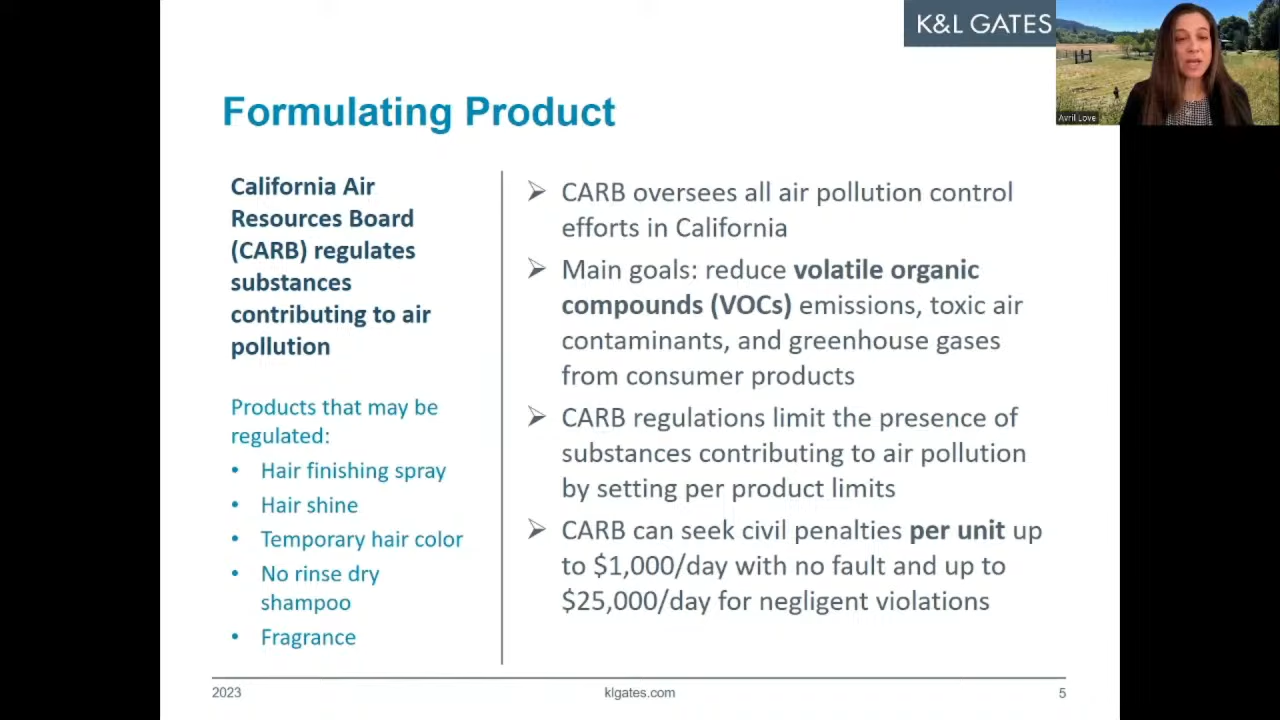 K&L GATES
Avril Love
Formulating Product
California Air
Resources Board
(CARB) regulates
substances
contributing to air
pollution
Products that may be
regulated:
• Hair finishing spray
• Hair shine
• Temporary hair color
• No rinse dry
shampoo
• Fragrance
➢ CARB oversees all air pollution control
efforts in California
➢ Main goals: reduce volatile organic
compounds (VOCs) emissions, toxic air
contaminants, and greenhouse gases
from consumer products
➢ CARB regulations limit the presence of
substances contributing to air pollution
by setting per product limits
➢ CARB can seek civil penalties per unit up
to $1,000/day with no fault and up to
$25,000/day for negligent violations
2023
klgates.com
5